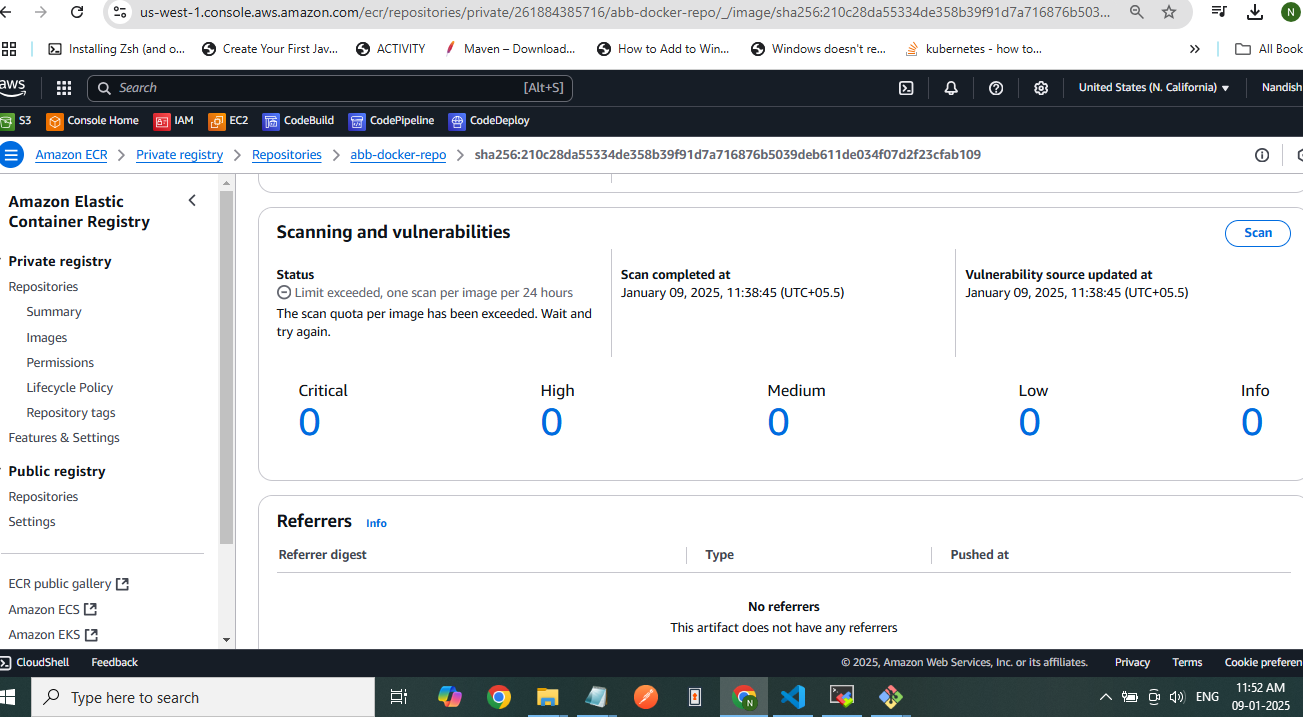 us-west-1.console.aws.amazon.com/ecr/repositories/private/261884385716/abb-docker-repo/_/image/sha256:210c28da55334de358b39f91d7a716876b503...
N
Installing Zsh (and o...
Create Your First Jav...
ACTIVITY
Maven – Download...
How to Add to Win...
Windows doesn't re...
kubernetes - how to...
All Book
aws
Search
[Alt+S]
United States (N. California)
Nandish
S3
Console Home
IAM
EC2
CodeBuild
CodePipeline
CodeDeploy
Amazon ECR
Private registry
Repositories
abb-docker-repo
sha256:210c28da55334de358b39f91d7a716876b5039deb611de034f07d2f23cfab109
Amazon Elastic
Container Registry
Private registry
Repositories
Summary
Images
Permissions
Lifecycle Policy
Repository tags
Features & Settings
Public registry
Repositories
Settings
ECR public gallery
Amazon ECS
Amazon EKS
Scanning and vulnerabilities
Scan
Status
Limit exceeded, one scan per image per 24 hours
The scan quota per image has been exceeded. Wait and
try again.
Scan completed at
January 09, 2025, 11:38:45 (UTC+05.5)
Vulnerability source updated at
January 09, 2025, 11:38:45 (UTC+05.5)
Critical
0
High
0
Medium
0
Low
0
Info
0
Referrers
Info
Referrer digest
Type
Pushed at
No referrers
This artifact does not have any referrers
CloudShell
Feedback
© 2025, Amazon Web Services, Inc. or its affiliates.
Privacy
Terms
Cookie preferen
Type here to search
N
ENG
11:52 AM
09-01-2025